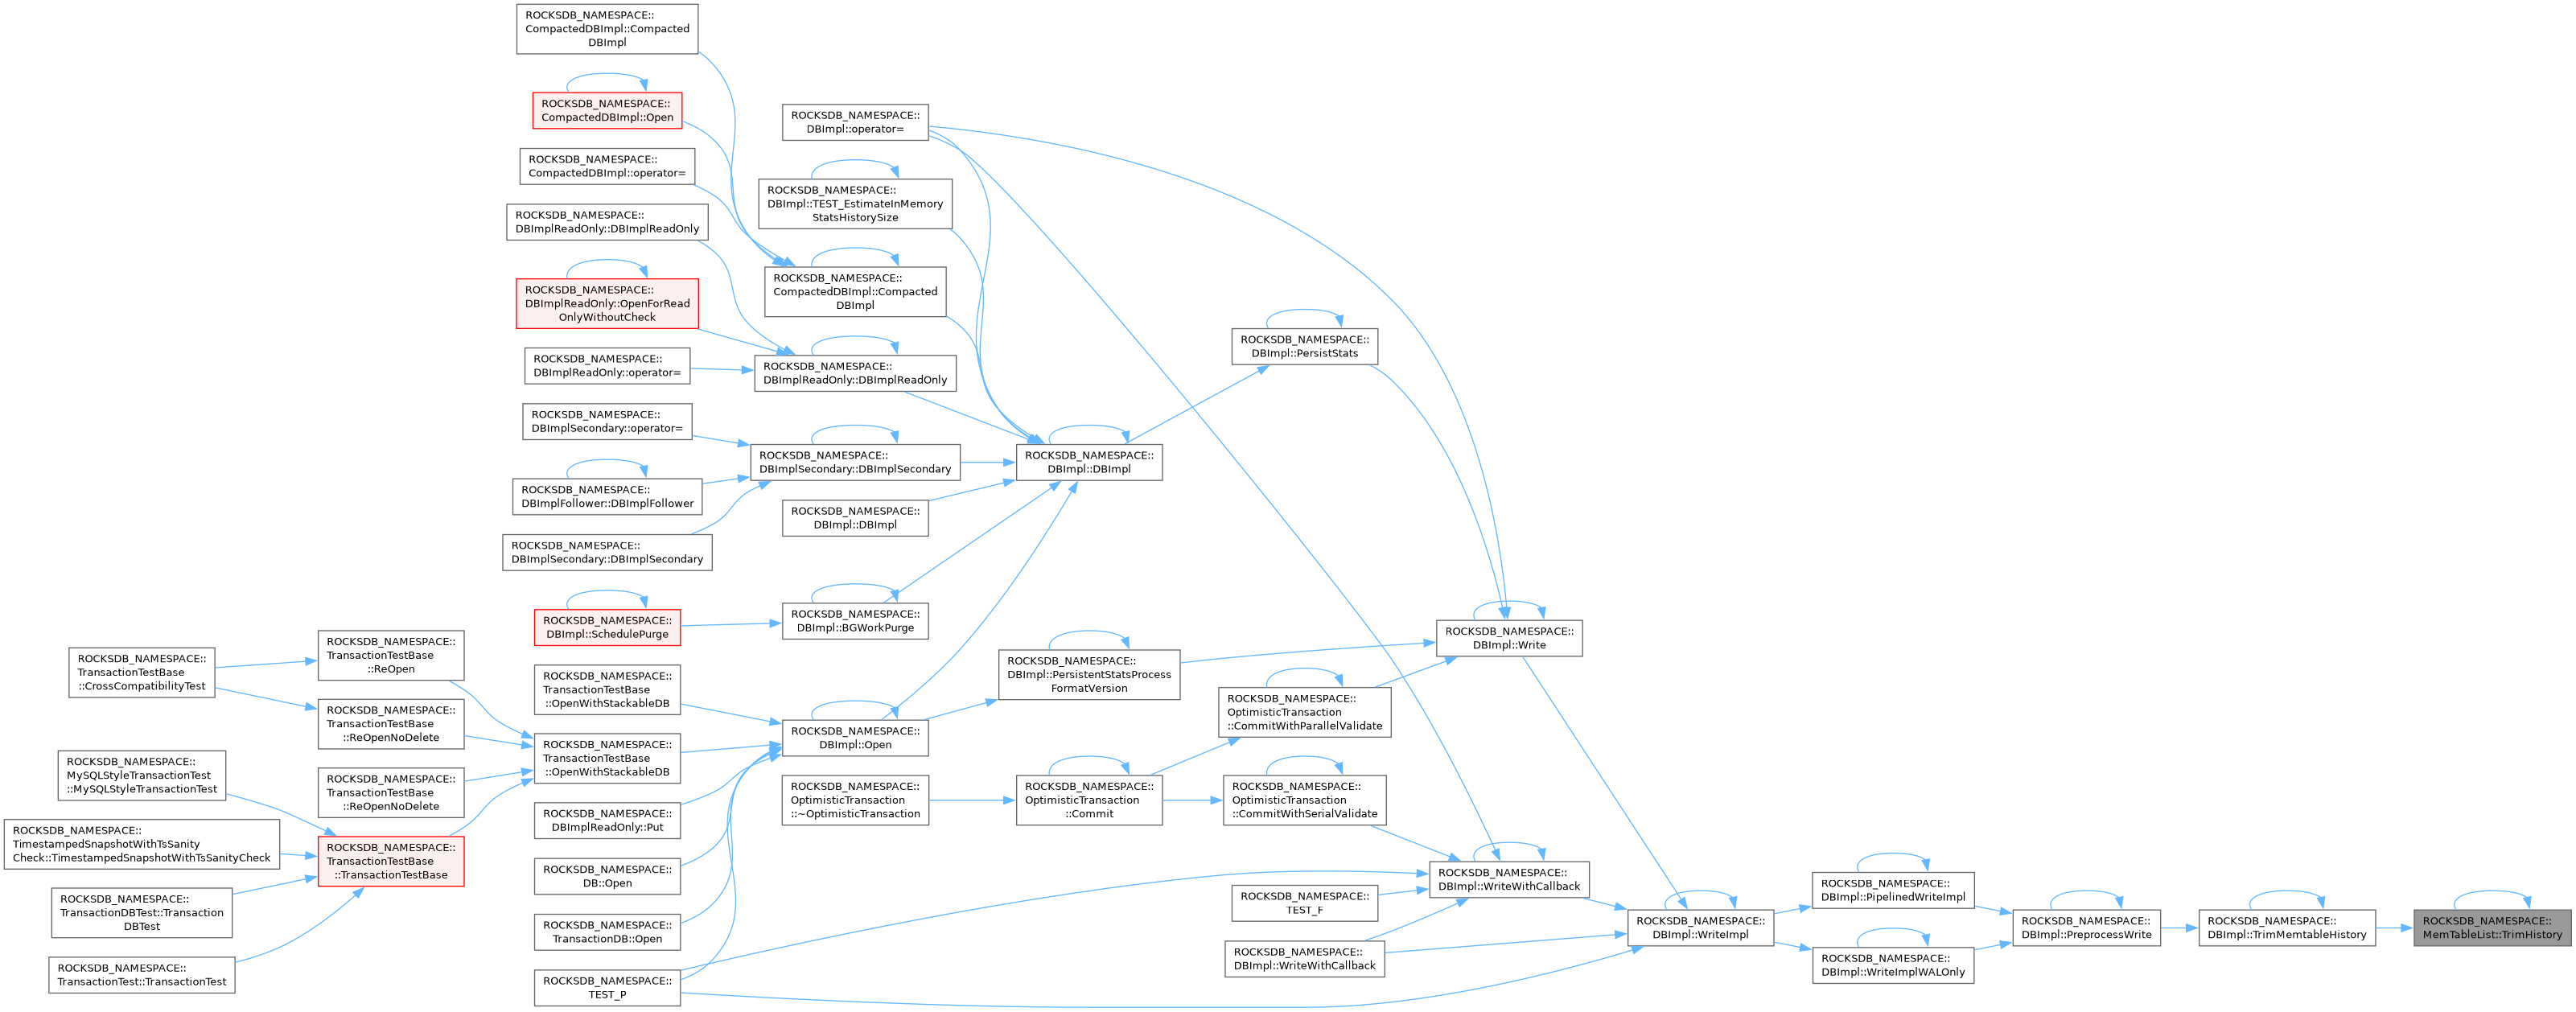 ROCKSDB_NAMESPACE::
CompactedDBImpl::Compacted
DBImpl
ROCKSDB_NAMESPACE::
CompactedDBImpl::Open
ROCKSDB_NAMESPACE::
CompactedDBImpl::operator=
ROCKSDB_NAMESPACE::
DBImplReadOnly::DBImplReadOnly
ROCKSDB_NAMESPACE::
DBImplReadOnly::OpenForRead
OnlyWithoutCheck
ROCKSDB_NAMESPACE::
DBImplReadOnly::operator=
ROCKSDB_NAMESPACE::
DBImplSecondary::operator=
ROCKSDB_NAMESPACE::
DBImplFollower::DBImplFollower
ROCKSDB_NAMESPACE::
DBImplSecondary::DBImplSecondary
ROCKSDB_NAMESPACE::
DBImpl::SchedulePurge
ROCKSDB_NAMESPACE::
TransactionTestBase
::OpenWithStackableDB
ROCKSDB_NAMESPACE::
TransactionTestBase
::OpenWithStackableDB
ROCKSDB_NAMESPACE::
DBImplReadOnly::Put
ROCKSDB_NAMESPACE::
DB::Open
ROCKSDB_NAMESPACE::
TransactionDB::Open
ROCKSDB_NAMESPACE::
TEST_P
ROCKSDB_NAMESPACE::
TransactionTestBase
::ReOpen
ROCKSDB_NAMESPACE::
TransactionTestBase
::ReOpenNoDelete
ROCKSDB_NAMESPACE::
TransactionTestBase
::ReOpenNoDelete
ROCKSDB_NAMESPACE::
TransactionTestBase
::TransactionTestBase
ROCKSDB_NAMESPACE::
TransactionTestBase
::CrossCompatibilityTest
ROCKSDB_NAMESPACE::
MySQLStyleTransactionTest
::MySQLStyleTransactionTest
ROCKSDB_NAMESPACE::
TimestampedSnapshotWithTsSanity
Check::TimestampedSnapshotWithTsSanityCheck
ROCKSDB_NAMESPACE::
TransactionDBTest::Transaction
DBTest
ROCKSDB_NAMESPACE::
TransactionTest::TransactionTest
ROCKSDB_NAMESPACE::
DBImpl::operator=
ROCKSDB_NAMESPACE::
DBImpl::TEST_EstimateInMemory
StatsHistorySize
ROCKSDB_NAMESPACE::
CompactedDBImpl::Compacted
DBImpl
ROCKSDB_NAMESPACE::
DBImplReadOnly::DBImplReadOnly
ROCKSDB_NAMESPACE::
DBImplSecondary::DBImplSecondary
ROCKSDB_NAMESPACE::
DBImpl::DBImpl
ROCKSDB_NAMESPACE::
DBImpl::BGWorkPurge
ROCKSDB_NAMESPACE::
DBImpl::Open
ROCKSDB_NAMESPACE::
OptimisticTransaction
::~OptimisticTransaction
ROCKSDB_NAMESPACE::
DBImpl::DBImpl
ROCKSDB_NAMESPACE::
DBImpl::PersistentStatsProcess
FormatVersion
ROCKSDB_NAMESPACE::
OptimisticTransaction
::Commit
ROCKSDB_NAMESPACE::
DBImpl::PersistStats
ROCKSDB_NAMESPACE::
OptimisticTransaction
::CommitWithParallelValidate
ROCKSDB_NAMESPACE::
OptimisticTransaction
::CommitWithSerialValidate
ROCKSDB_NAMESPACE::
TEST_F
ROCKSDB_NAMESPACE::
DBImpl::WriteWithCallback
ROCKSDB_NAMESPACE::
DBImpl::Write
ROCKSDB_NAMESPACE::
DBImpl::WriteWithCallback
ROCKSDB_NAMESPACE::
DBImpl::WriteImpl
ROCKSDB_NAMESPACE::
DBImpl::PipelinedWriteImpl
ROCKSDB_NAMESPACE::
DBImpl::WriteImplWALOnly
ROCKSDB_NAMESPACE::
DBImpl::PreprocessWrite
ROCKSDB_NAMESPACE::
DBImpl::TrimMemtableHistory
ROCKSDB_NAMESPACE::
MemTableList::TrimHistory